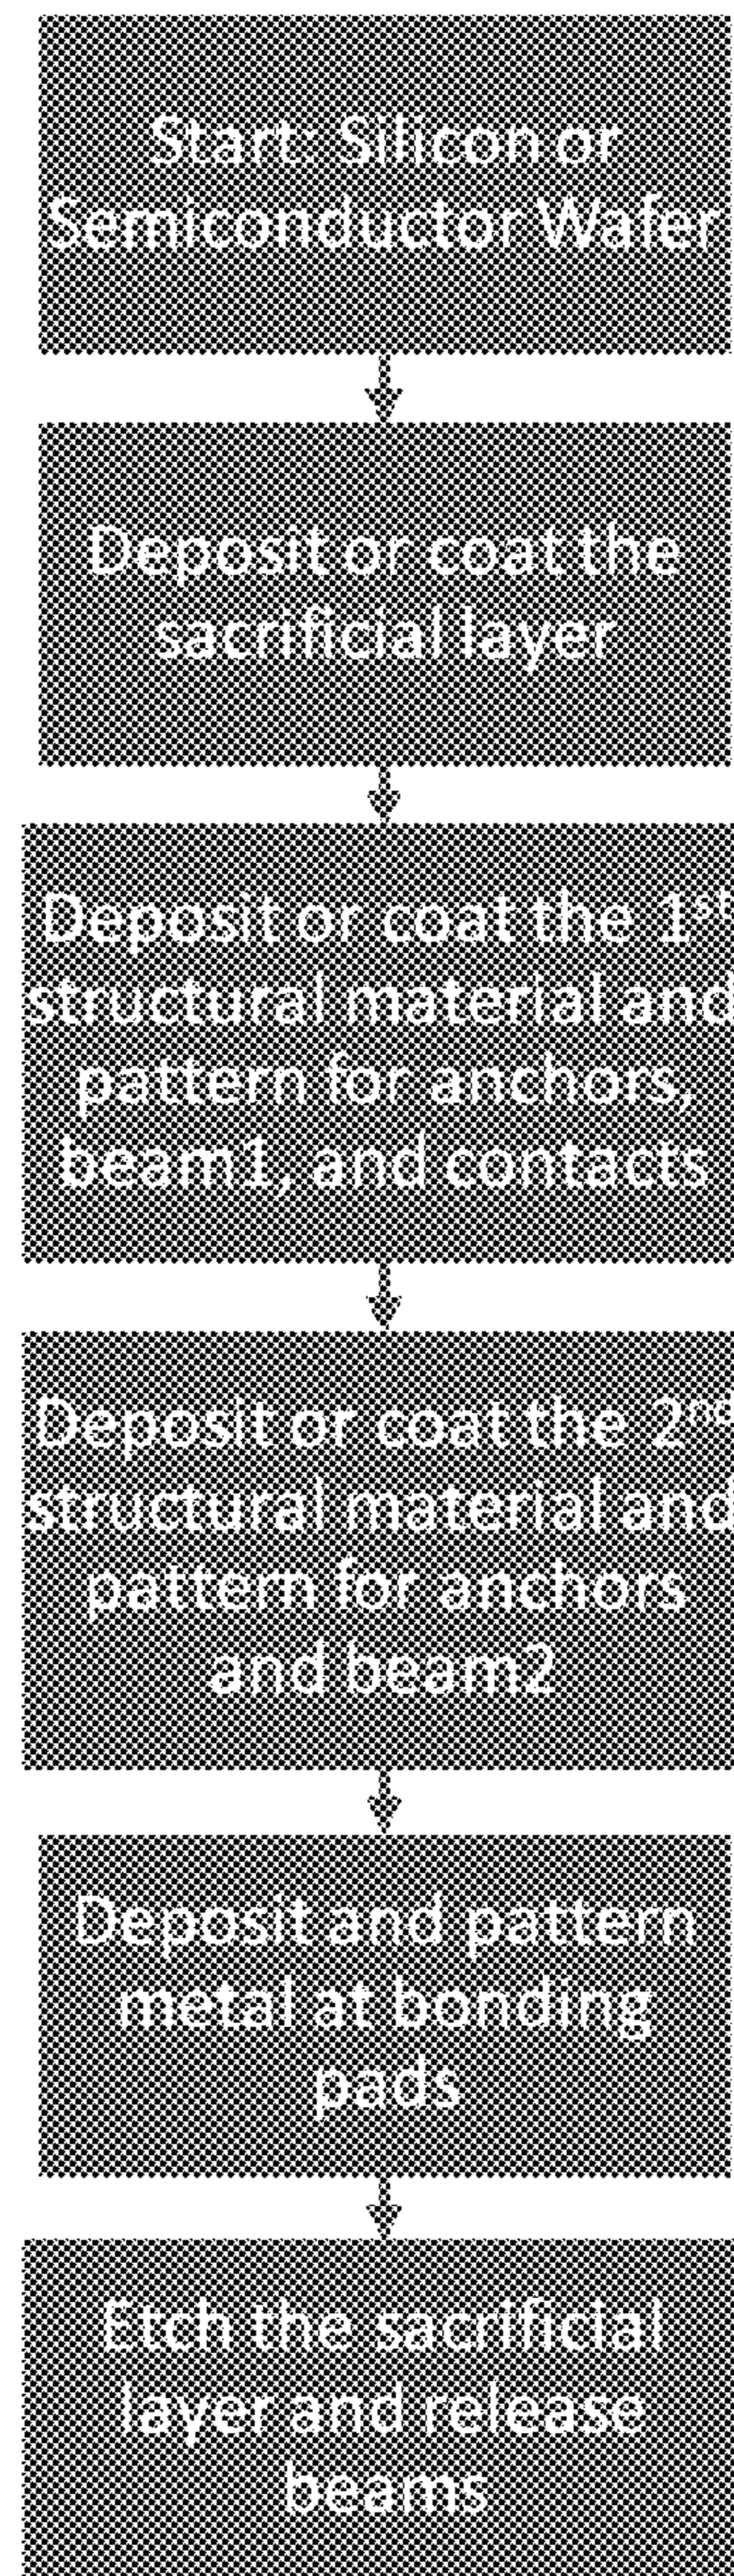 Start: Silicon or
Semiconductor Wafer
Deposit or coat the
sacrificial layer
Deposit or coat the 1st
structural material and
pattern for anchors,
beam1, and contacts
Deposit or coat the 2nd
structural material and
pattern for anchors
and beam2
Deposit and pattern
metal at bonding
pads
Etch the sacrificial
layer and release
beams